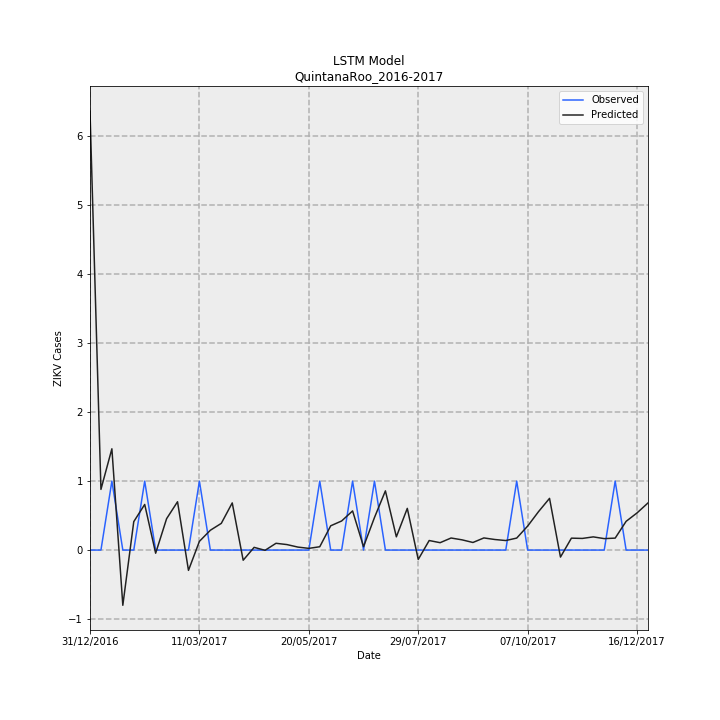 LSTM Model
QuintanaRoo_2016-2017
Observed
Predicted
ZIKV Cases
6
5
4
3
2
1
0
−1
31/12/2016
11/03/2017
20/05/2017
29/07/2017
07/10/2017
16/12/2017
Date